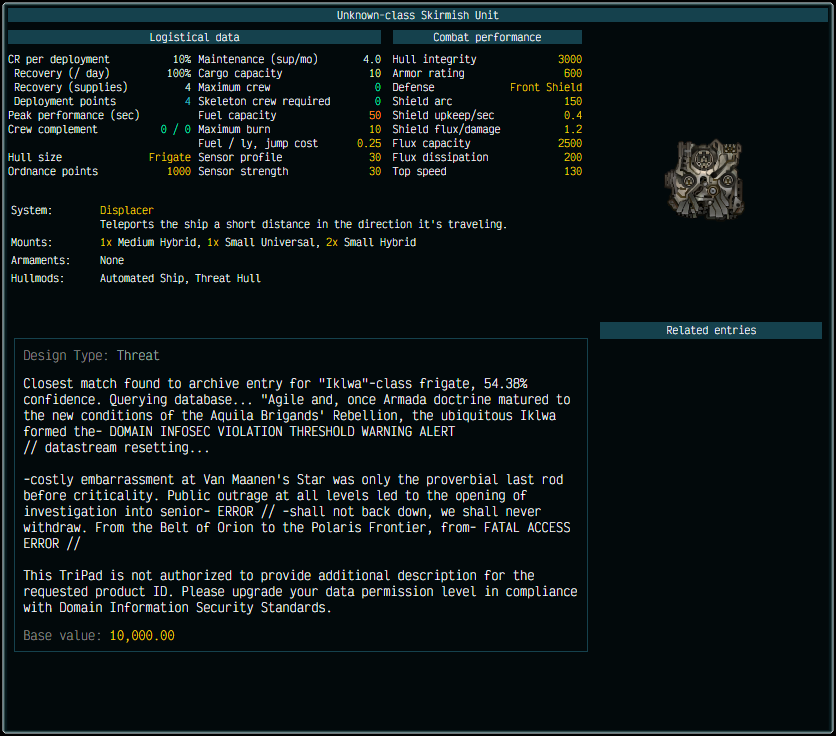 Unknown-class Skirmish Unit
Logistical data
CR per deployment 10% Maintenance (sup/mo) 4.0
Recovery (/ day) 100% Cargo capacity 10
Recovery (supplies) 4 Maximum crew 0
Deployment points 4 Skeleton crew required 0
Peak performance (sec) Fuel capacity 50
Crew complement 0 / 0 Maximum burn 10
Fuel / ly, jump cost 0.25
Hull size Frigate Sensor profile 30
Ordnance points 1000 Sensor strength 30
Combat performance
Hull integrity 3000
Armor rating 600
Defense Front Shield
Shield arc 150
Shield upkeep/sec 0.4
Shield flux/damage 1.2
Flux capacity 2500
Flux dissipation 200
Top speed 130
System: Displacer
Teleports the ship a short distance in the direction it's traveling.
Mounts: 1x Medium Hybrid, 1x Small Universal, 2x Small Hybrid
Armaments: None
Hullmods: Automated Ship, Threat Hull
Related entries
Design Type: Threat
Closest match found to archive entry for "Iklwa"-class frigate, 54.38%
confidence. Querying database... "Agile and, once Armada doctrine matured to
the new conditions of the Aquila Brigands' Rebellion, the ubiquitous Iklwa
formed the- DOMAIN INFOSEC VIOLATION THRESHOLD WARNING ALERT
// datastream resetting...
-costly embarrassment at Van Maanen's Star was only the proverbial last rod
before criticality. Public outrage at all levels led to the opening of
investigation into senior- ERROR // -shall not back down, we shall never
withdraw. From the Belt of Orion to the Polaris Frontier, from- FATAL ACCESS
ERROR //
This TriPad is not authorized to provide additional description for the
requested product ID. Please upgrade your data permission level in compliance
with Domain Information Security Standards.
Base value: 10,000.00